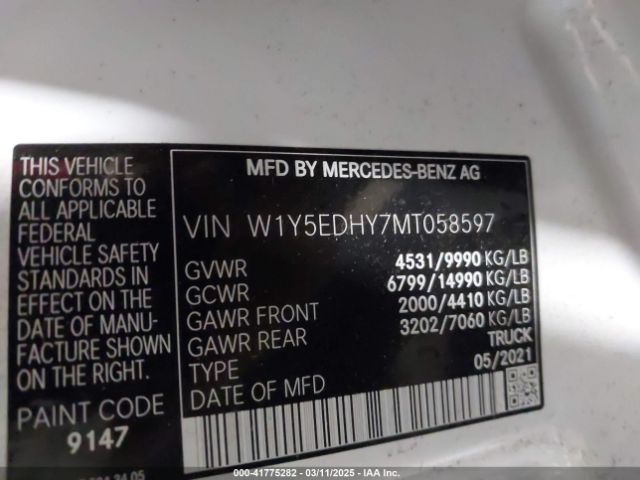 MFD BY MERCEDES-BENZ AG
THIS VEHICLE
CONFORMS TO
ALL APPLICABLE
U.S. FEDERAL
MOTOR
VEHICLE SAFETY
STANDARDS IN
EFFECT ON THE
DATE OF MANU-
FACTURE SHOWN
ON THE RIGHT.
PAINT CODE
9147
VIN W1Y5EDHY7MT058597
GVWR 4531/9990 KG/LB
GCWR 6799/14990 KG/LB
GAWR FRONT 2000/4410 KG/LB
GAWR REAR 3202/7060 KG/LB
TYPE TRUCK
DATE OF MFD 05/2021
000-41775282 - 03/11/2025 - IAA Inc.